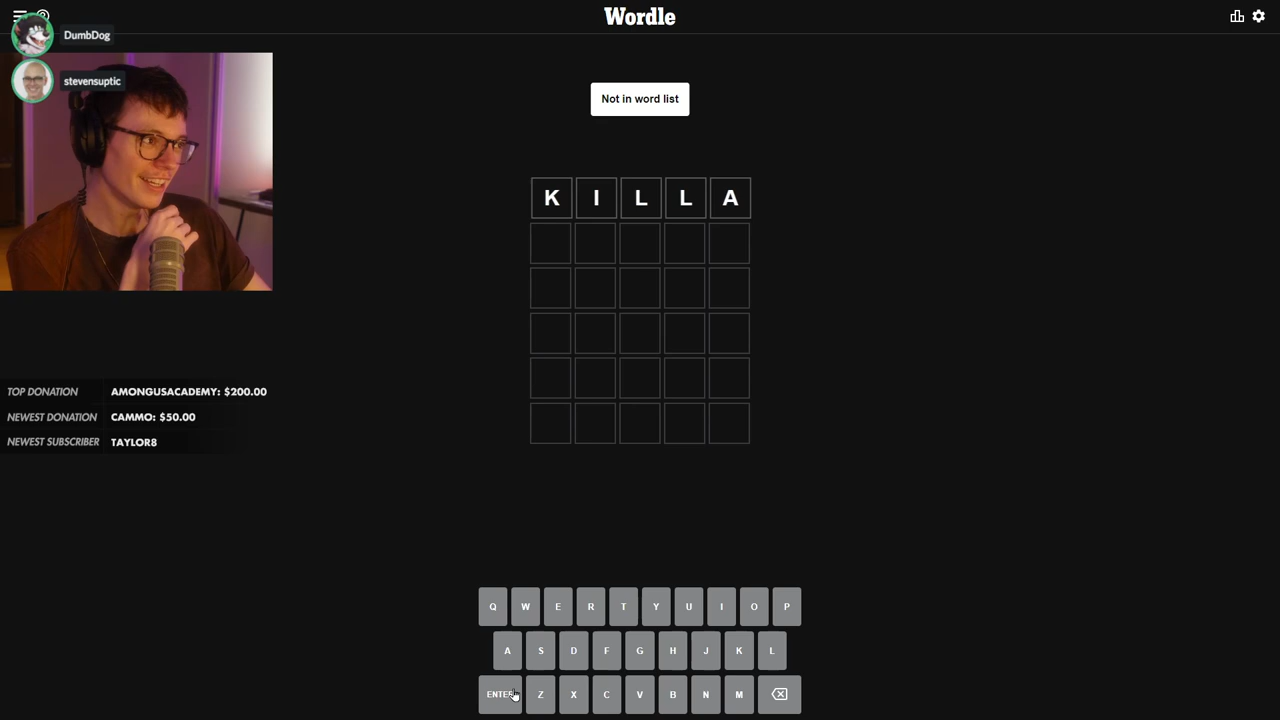 Wordle
DumbDog
stevensuptic
Not in word list
K I L L A
TOP DONATION AMONGUSACADEMY: $200.00
NEWEST DONATION CAMMO: $50.00
NEWEST SUBSCRIBER TAYLOR8
Q W E R T Y U I O P
A S D F G H J K L
ENTER Z X C V B N M